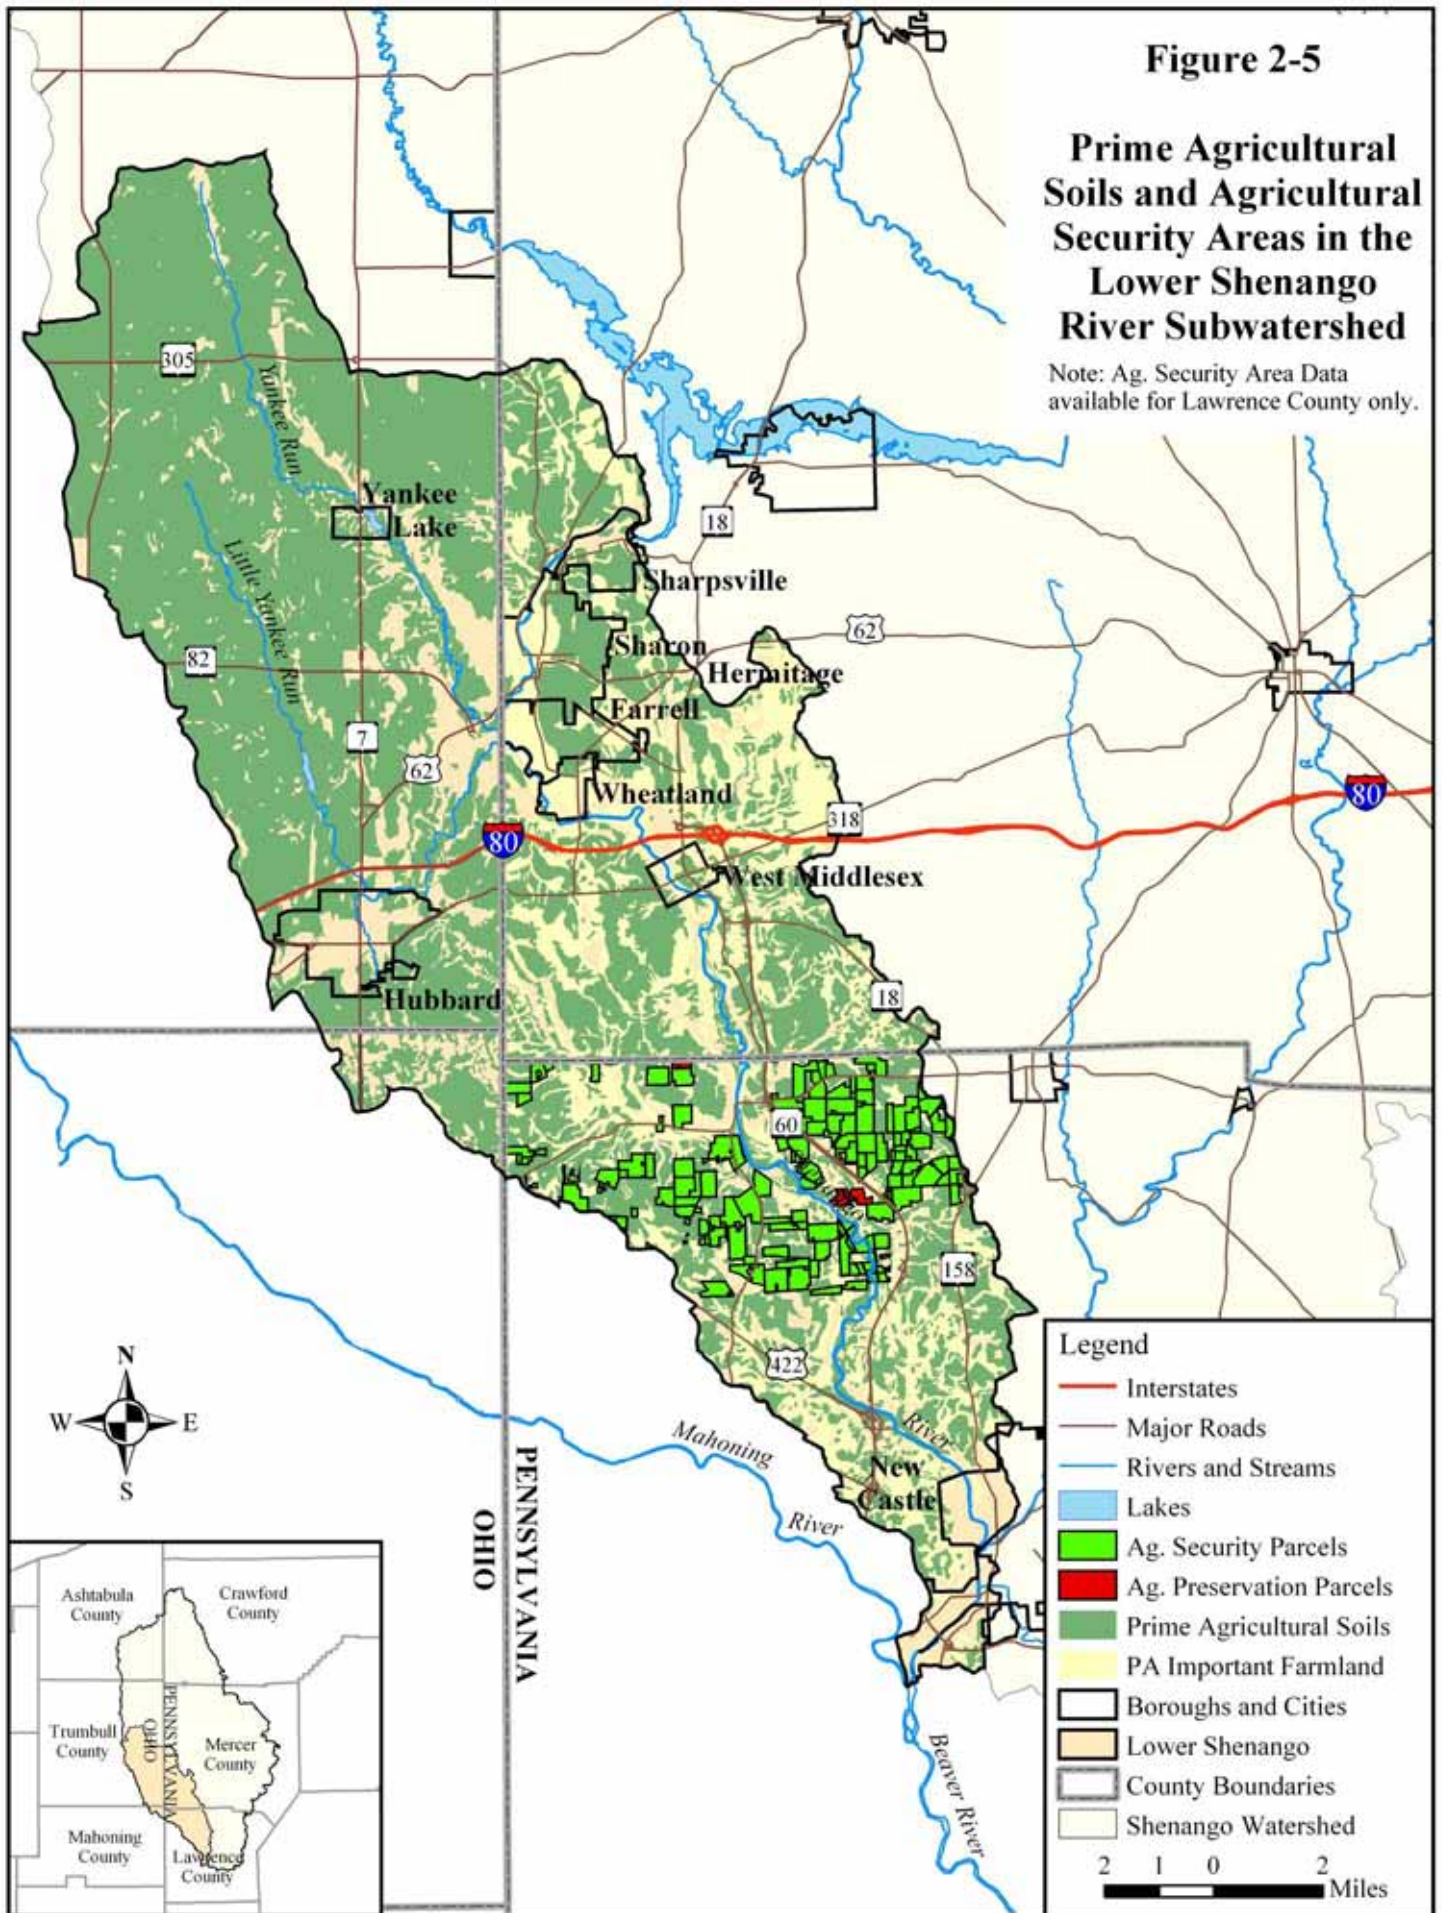 Figure 2-5
Prime Agricultural
Soils and Agricultural
Security Areas in the
Lower Shenango
River Subwatershed
Note: Ag. Security Area Data
available for Lawrence County only.
305
Yankee Run
Yankee
Lake
18
Little Yankee Run
Sharpsville
62
Sharon
82
Hermitage
Farrell
7
62
Wheatland
80
318
80
West Middlesex
18
Hubbard
60
158
422
N
W
E
S
River
Mahoning
New
Castle
River
PENNSYLVANIA
OHIO
Beaver River
Legend
Interstates
Major Roads
Rivers and Streams
Lakes
Ag. Security Parcels
Ag. Preservation Parcels
Prime Agricultural Soils
PA Important Farmland
Boroughs and Cities
Lower Shenango
County Boundaries
Shenango Watershed
2 1 0 2
Miles
Ashtabula
County
Crawford
County
Trumbull
County
OHIO
PENNSYLVANIA
Mercer
County
Mahoning
County
Lawrence
County